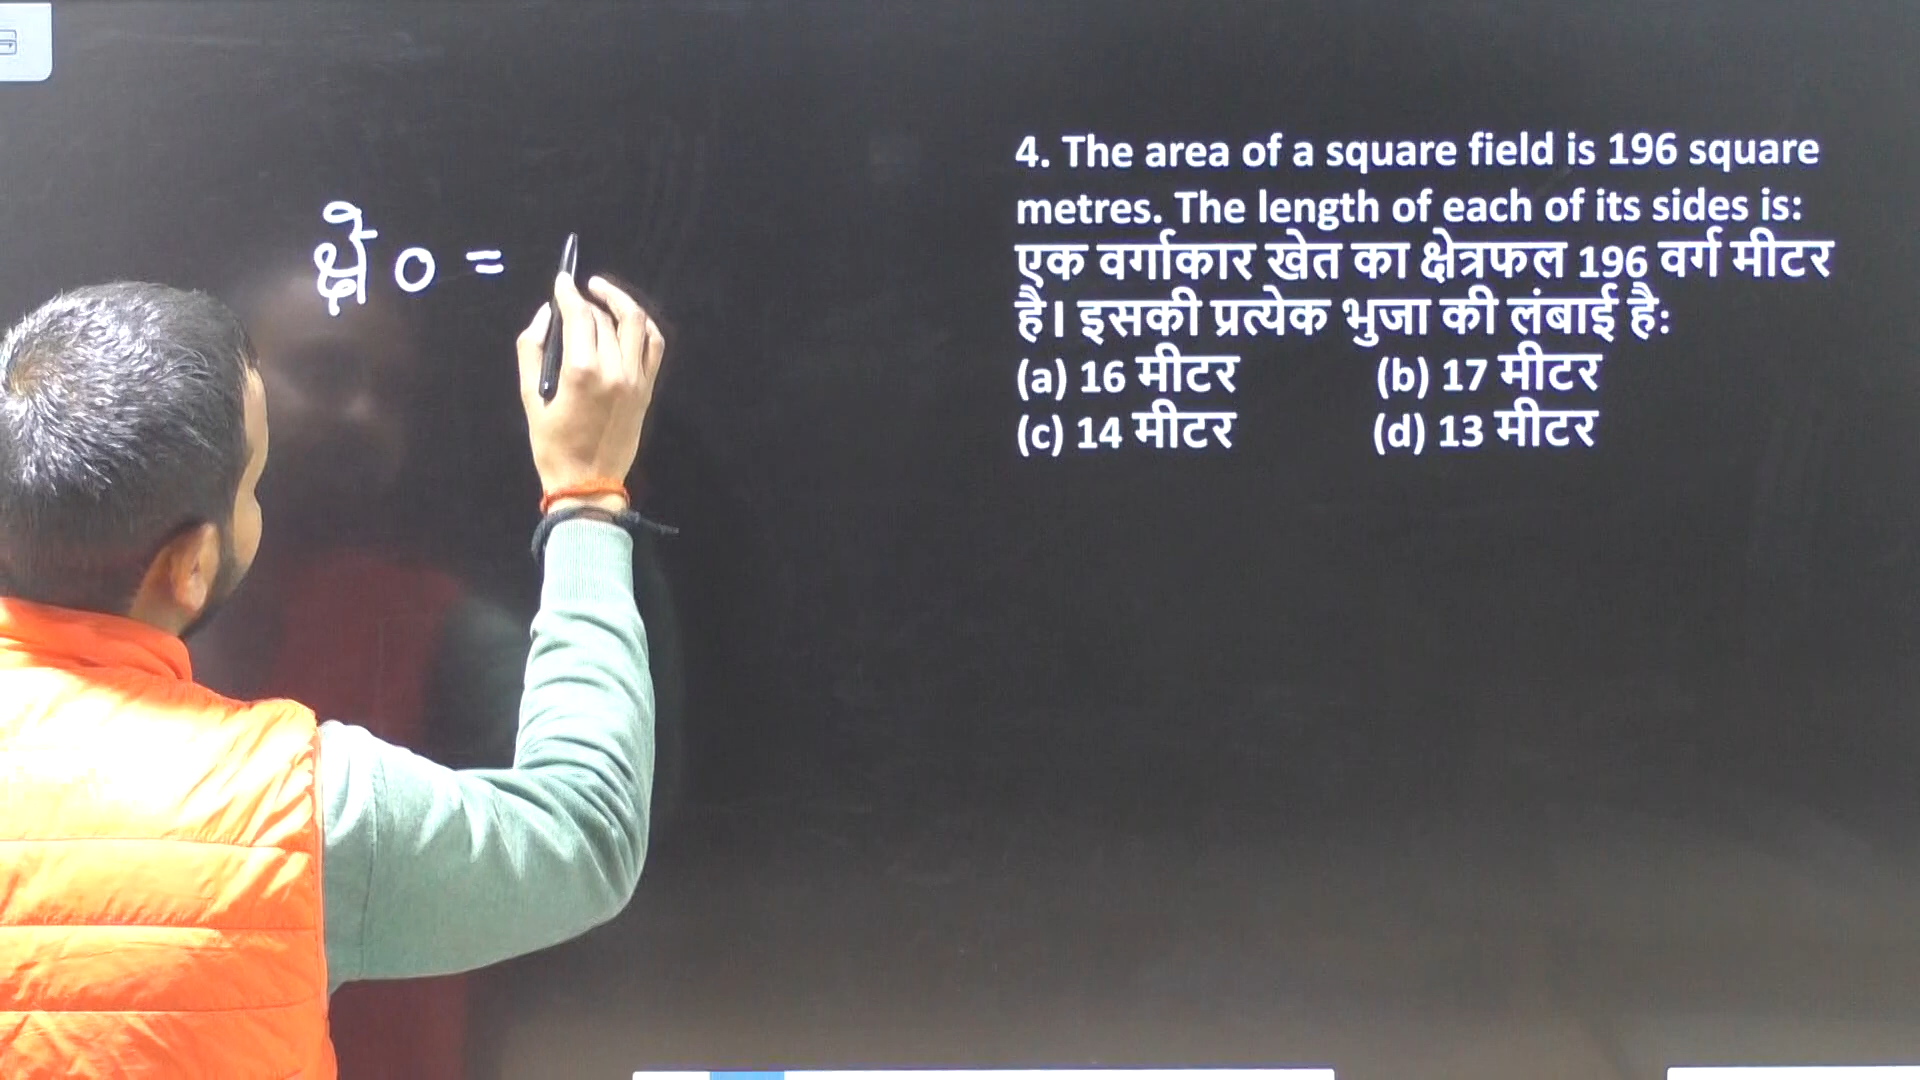 क्षे ० =
4. The area of a square field is 196 square
metres. The length of each of its sides is:
एक वर्गाकार खेत का क्षेत्रफल 196 वर्ग मीटर
है। इसकी प्रत्येक भुजा की लंबाई है:
(a) 16 मीटर (b) 17 मीटर
(c) 14 मीटर (d) 13 मीटर